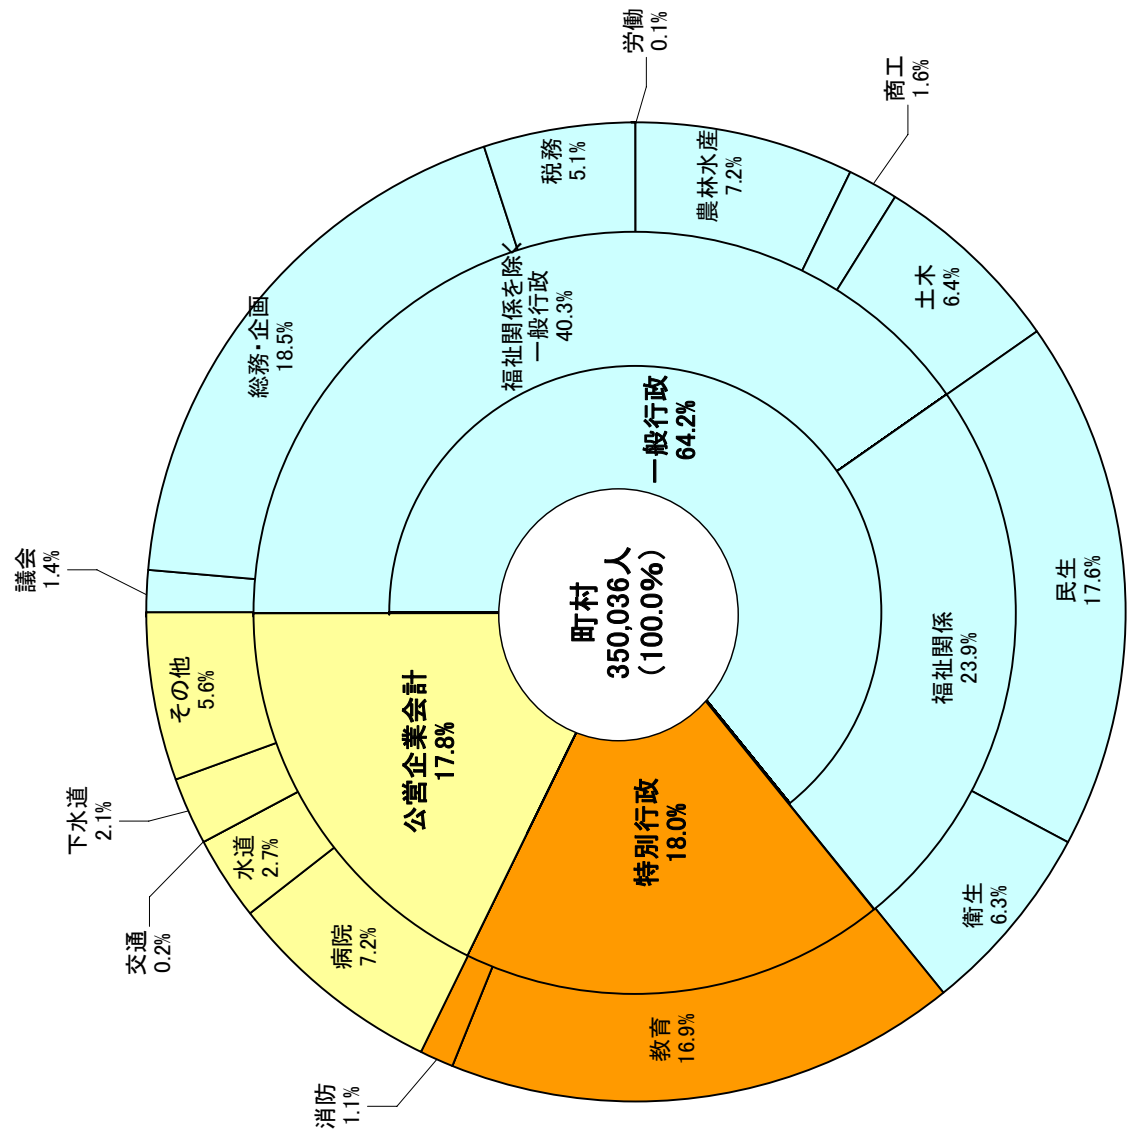 町村
350,036人
(100.0%)
一般行政
64.2%
福祉関係を除く
一般行政
40.3%
議会
1.4%
総務・企画
18.5%
税務
5.1%
労働
0.1%
農林水産
7.2%
商工
1.6%
土木
6.4%
福祉関係
23.9%
民生
17.6%
衛生
6.3%
特別行政
18.0%
教育
16.9%
消防
1.1%
公営企業会計
17.8%
病院
7.2%
水道
2.7%
交通
0.2%
下水道
2.1%
その他
5.6%